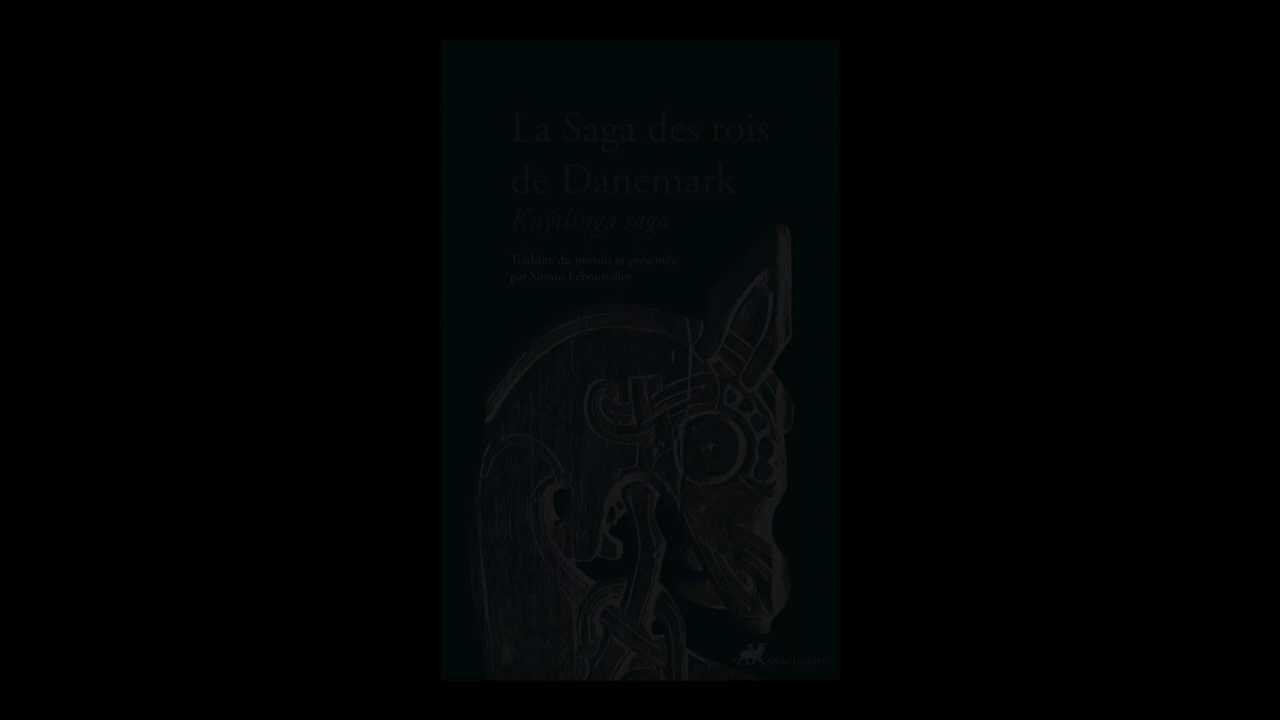 La Saga des rois
de Danemark
Knýtlinga saga
Traduite du norrois et présentée
par Simon Lebouteiller